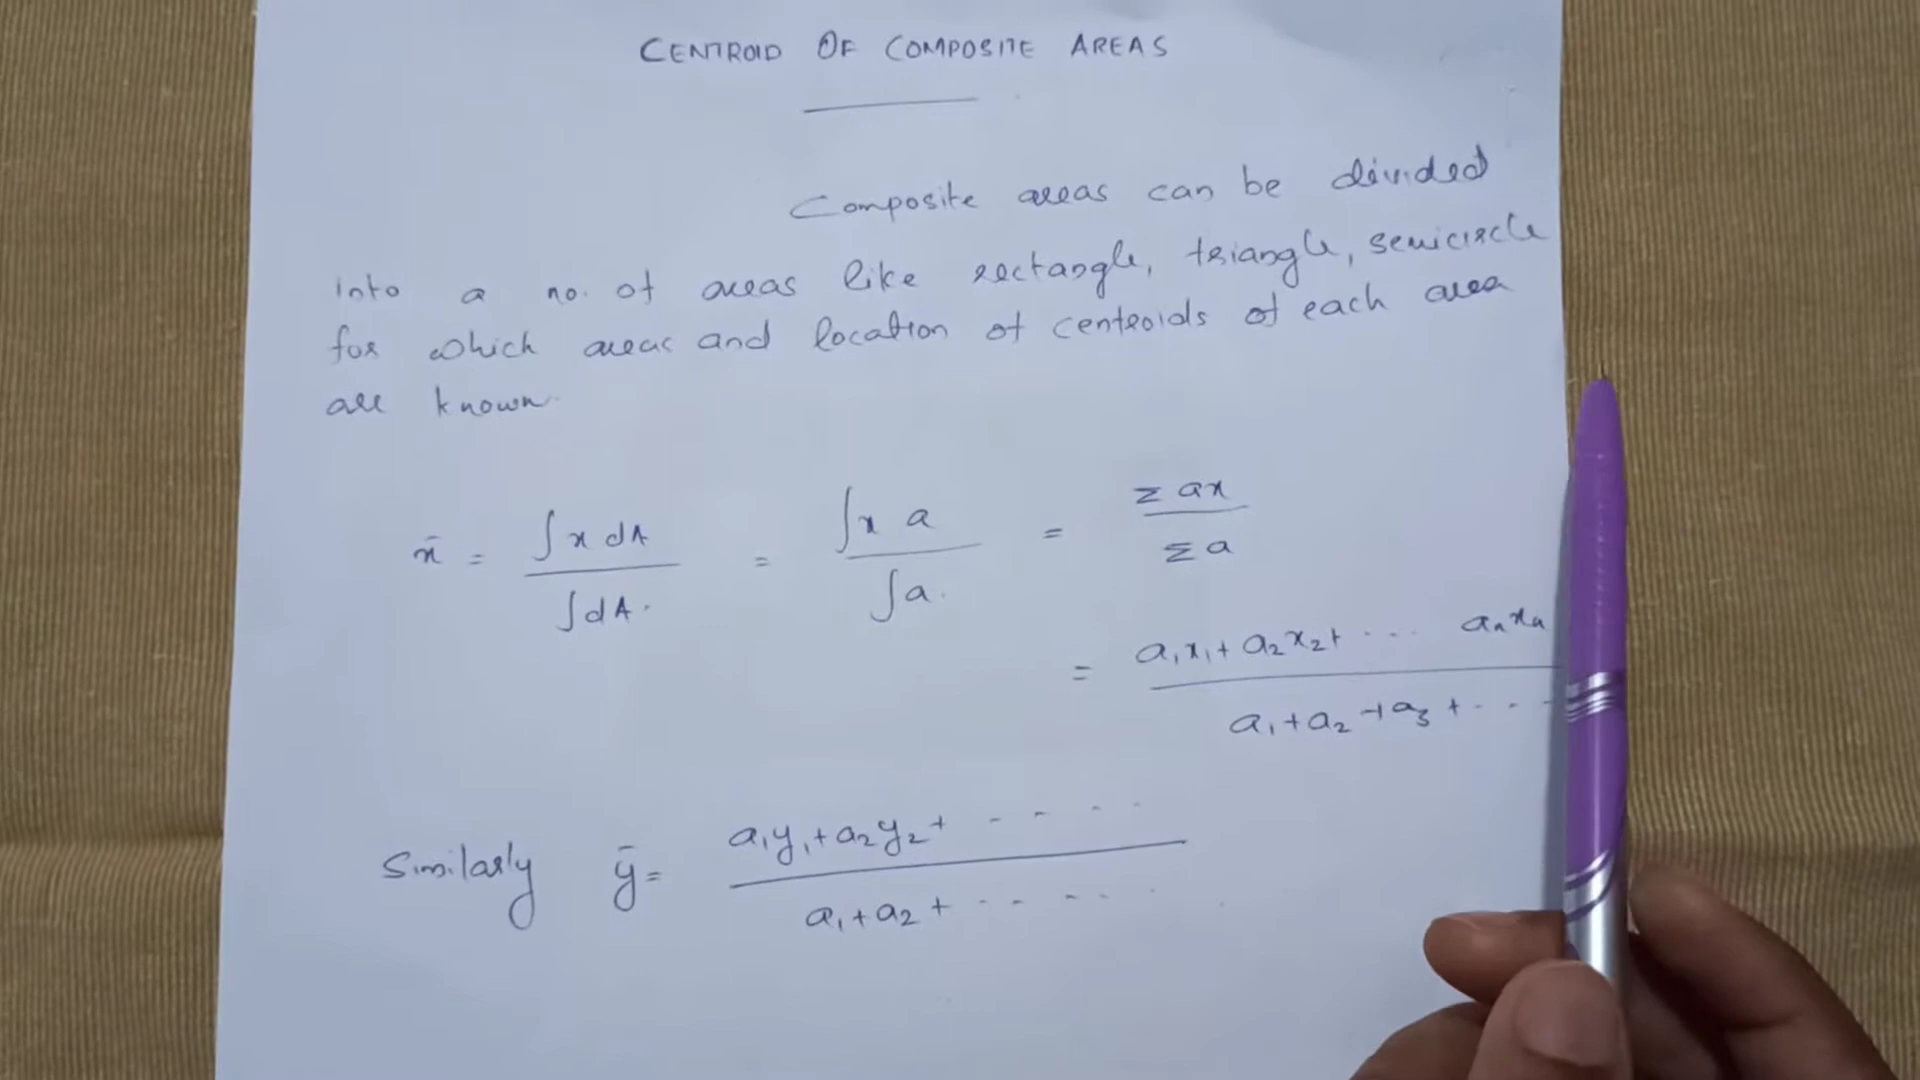 CENTROID OF COMPOSITE AREAS
Composite areas can be divided
into a no. of areas like rectangle, triangle, semicircle
for which areas and location of centroids of each area
are known.
x̄ = ∫x dA / ∫dA. = ∫x a / ∫a. = Σ ax / Σ a
= a₁x₁ + a₂x₂ + ... aₙxₙ / a₁ + a₂ + a₃ + ...
Similarly ȳ = a₁y₁ + a₂y₂ + ..... / a₁ + a₂ + .....